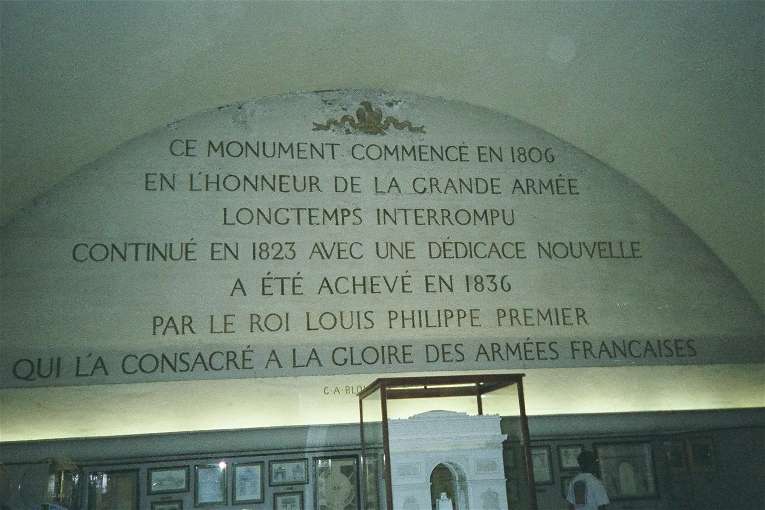 CE MONUMENT COMMENCÉ EN 1806
EN L'HONNEUR DE LA GRANDE ARMÉE
LONGTEMPS INTERROMPU
CONTINUÉ EN 1823 AVEC UNE DÉDICACE NOUVELLE
A ÉTÉ ACHEVÉ EN 1836
PAR LE ROI LOUIS PHILIPPE PREMIER
QUI L'A CONSACRÉ A LA GLOIRE DES ARMÉES FRANCAISES
C·A·